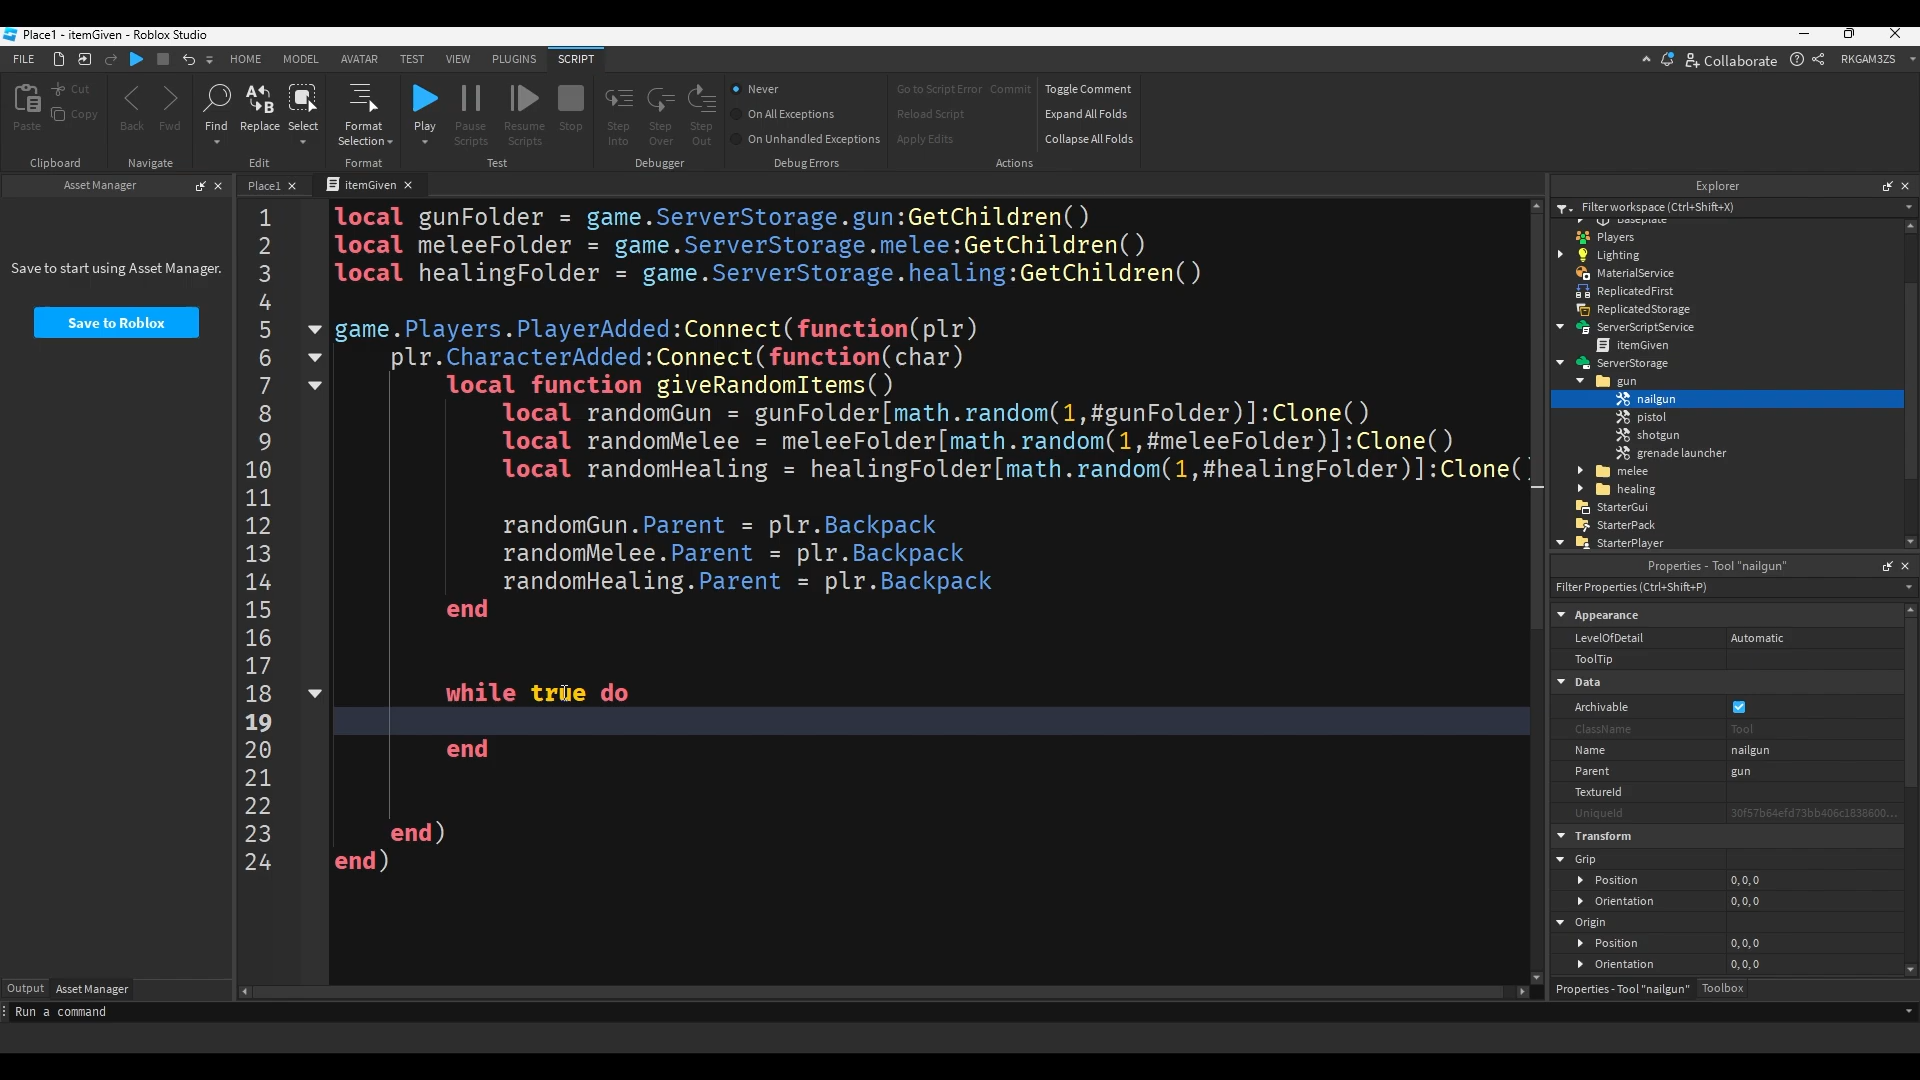 Place1 - itemGiven - Roblox Studio
FILE HOME MODEL AVATAR TEST VIEW PLUGINS SCRIPT Collaborate RKGAM3ZS
Paste Cut Copy
Clipboard
Back Fwd
Navigate
Find Replace Select
Edit
Format Selection
Format
Play Pause Scripts Resume Scripts Stop
Test
Step Into Step Over Step Out
Debugger
Never
On All Exceptions
On Unhandled Exceptions
Debug Errors
Go to Script Error Commit
Reload Script
Apply Edits
Toggle Comment
Expand All Folds
Collapse All Folds
Actions
Asset Manager
Save to start using Asset Manager.
Save to Roblox
Output Asset Manager
Place1 itemGiven
1 local gunFolder = game.ServerStorage.gun:GetChildren()
2 local meleeFolder = game.ServerStorage.melee:GetChildren()
3 local healingFolder = game.ServerStorage.healing:GetChildren()
4
5 game.Players.PlayerAdded:Connect(function(plr)
6 plr.CharacterAdded:Connect(function(char)
7 local function giveRandomItems()
8 local randomGun = gunFolder[math.random(1,#gunFolder)]:Clone()
9 local randomMelee = meleeFolder[math.random(1,#meleeFolder)]:Clone()
10 local randomHealing = healingFolder[math.random(1,#healingFolder)]:Clone()
11
12 randomGun.Parent = plr.Backpack
13 randomMelee.Parent = plr.Backpack
14 randomHealing.Parent = plr.Backpack
15 end
16
17
18 while true do
19
20 end
21
22
23 end)
24 end)
Explorer
Filter workspace (Ctrl+Shift+X)
Baseplate
Players
Lighting
MaterialService
ReplicatedFirst
ReplicatedStorage
ServerScriptService
itemGiven
ServerStorage
gun
nailgun
pistol
shotgun
grenade launcher
melee
healing
StarterGui
StarterPack
StarterPlayer
Properties - Tool "nailgun"
Filter Properties (Ctrl+Shift+P)
Appearance
LevelOfDetail Automatic
ToolTip
Data
Archivable
ClassName Tool
Name nailgun
Parent gun
TextureId
UniqueId 30f57b64efd73bb406c1838600...
Transform
Grip
Position 0, 0, 0
Orientation 0, 0, 0
Origin
Position 0, 0, 0
Orientation 0, 0, 0
Properties - Tool "nailgun" Toolbox
Run a command